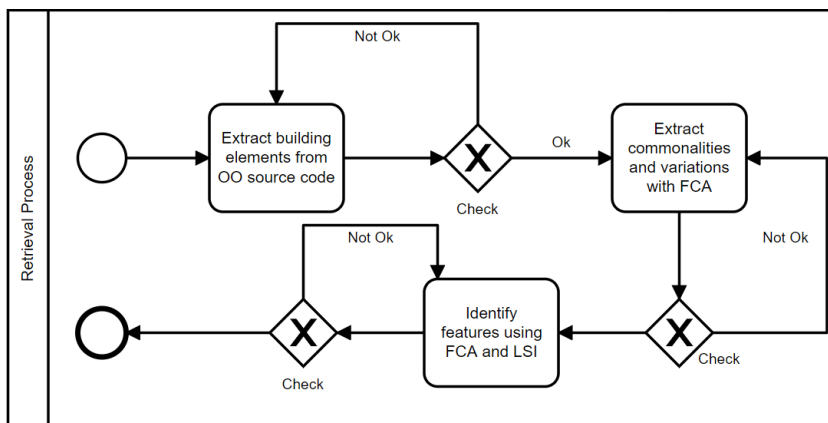 Retrieval Process
Not Ok
Extract building
elements from
OO source code
X
Check
Ok
Extract
commonalities
and variations
with FCA
Not Ok
X
Check
Identify
features using
FCA and LSI
Not Ok
X
Check